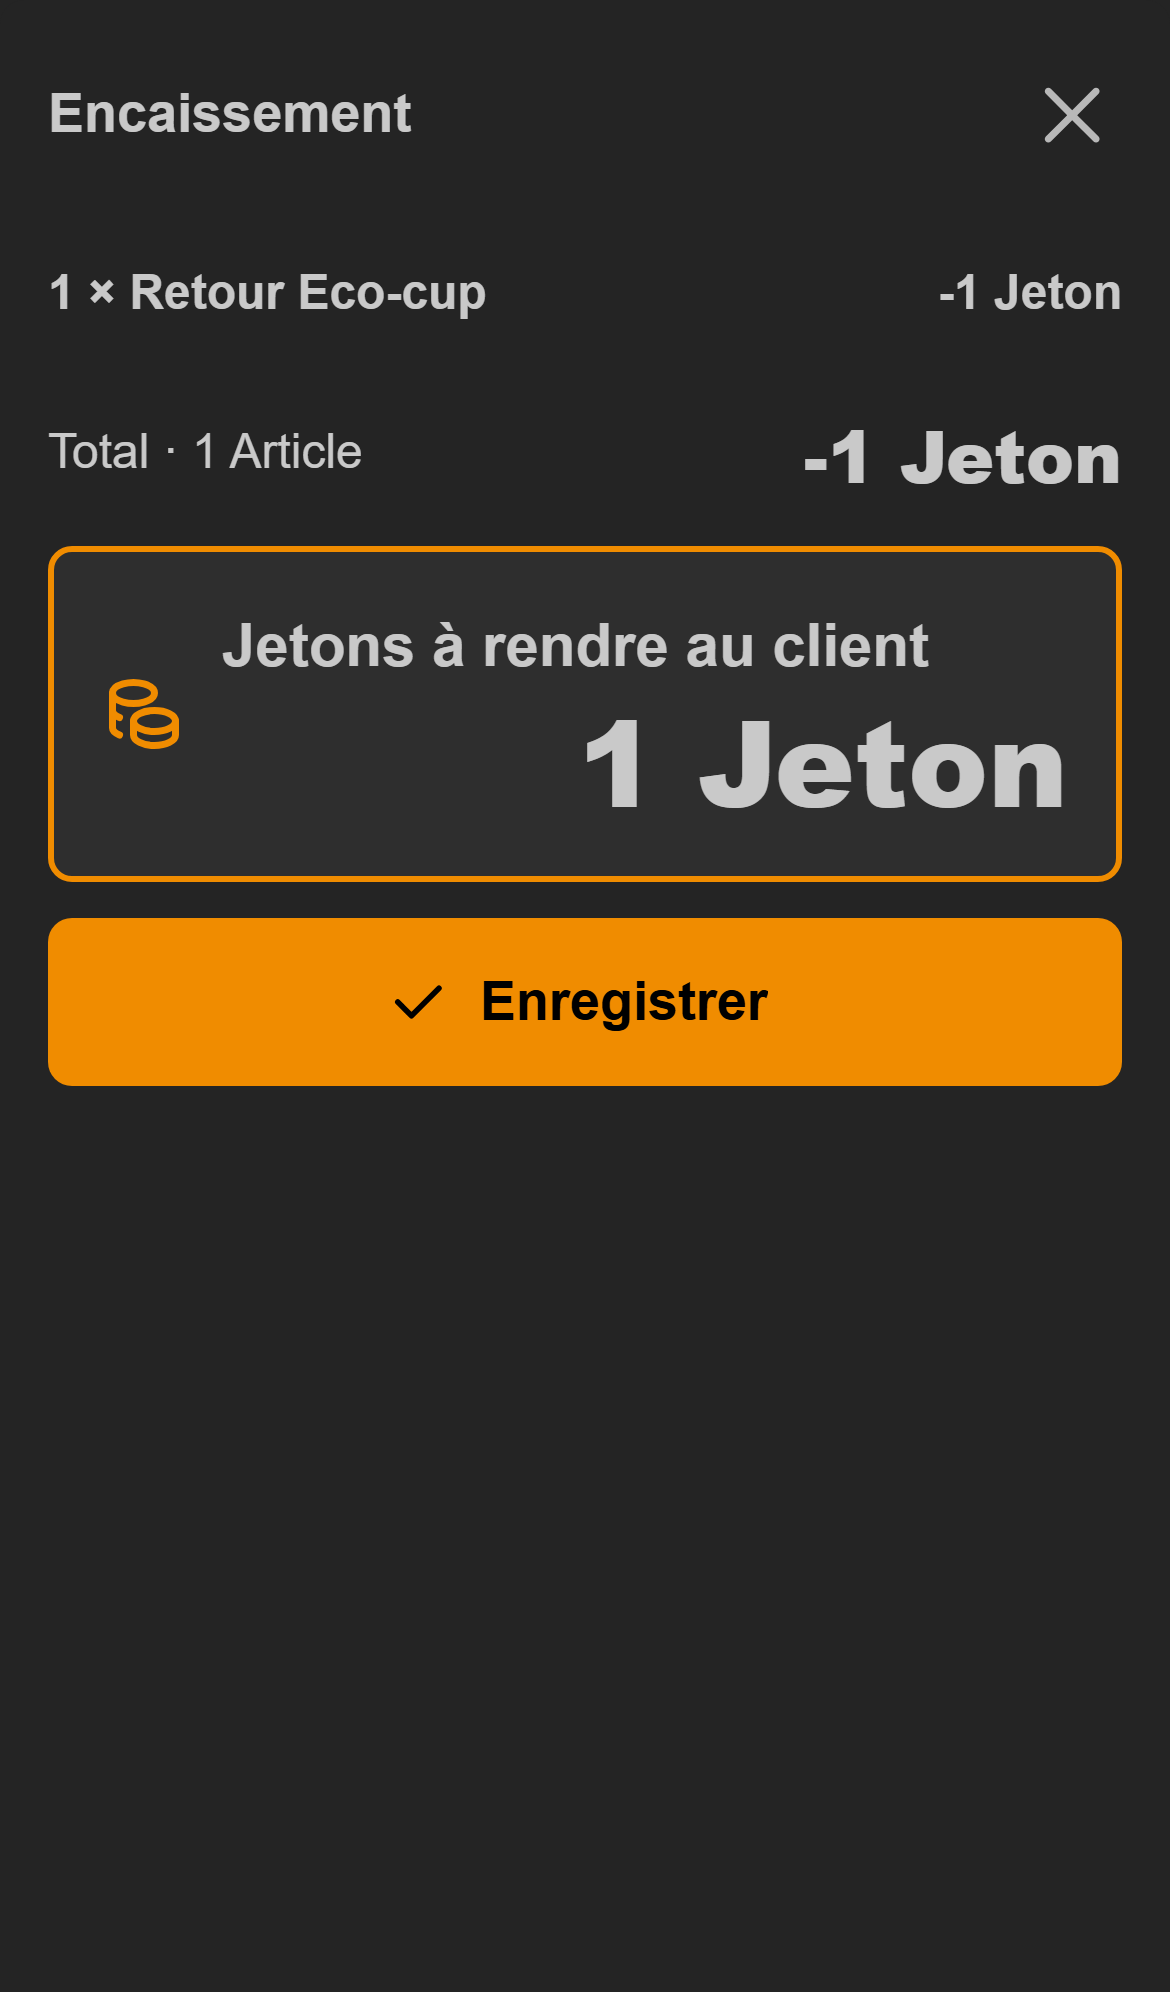 Encaissement
1 × Retour Eco-cup -1 Jeton
Total · 1 Article -1 Jeton
Jetons à rendre au client
1 Jeton
Enregistrer